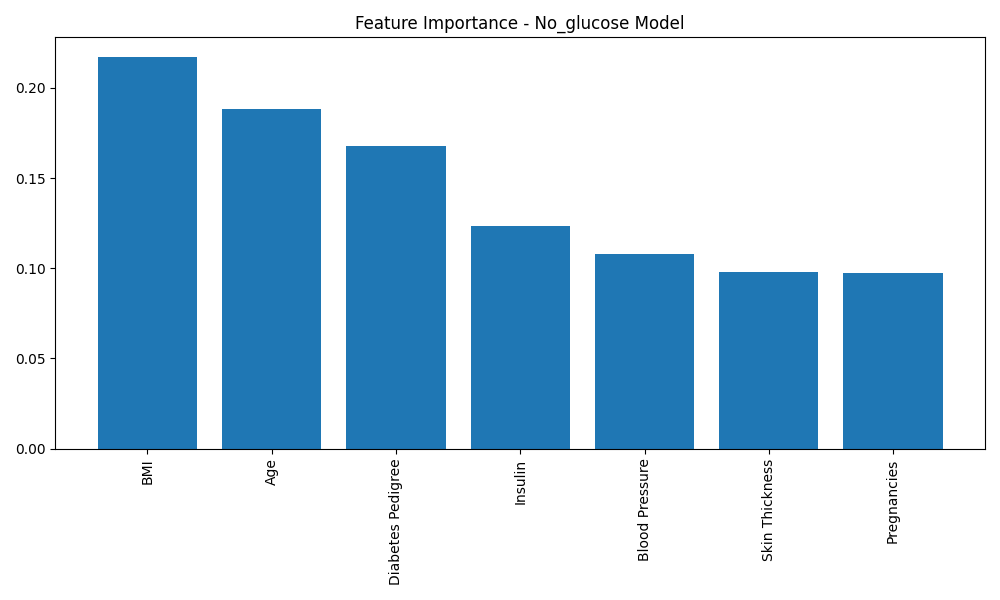 Feature Importance - No_glucose Model
0.20
0.15
0.10
0.05
0.00
BMI
Age
Diabetes Pedigree
Insulin
Blood Pressure
Skin Thickness
Pregnancies